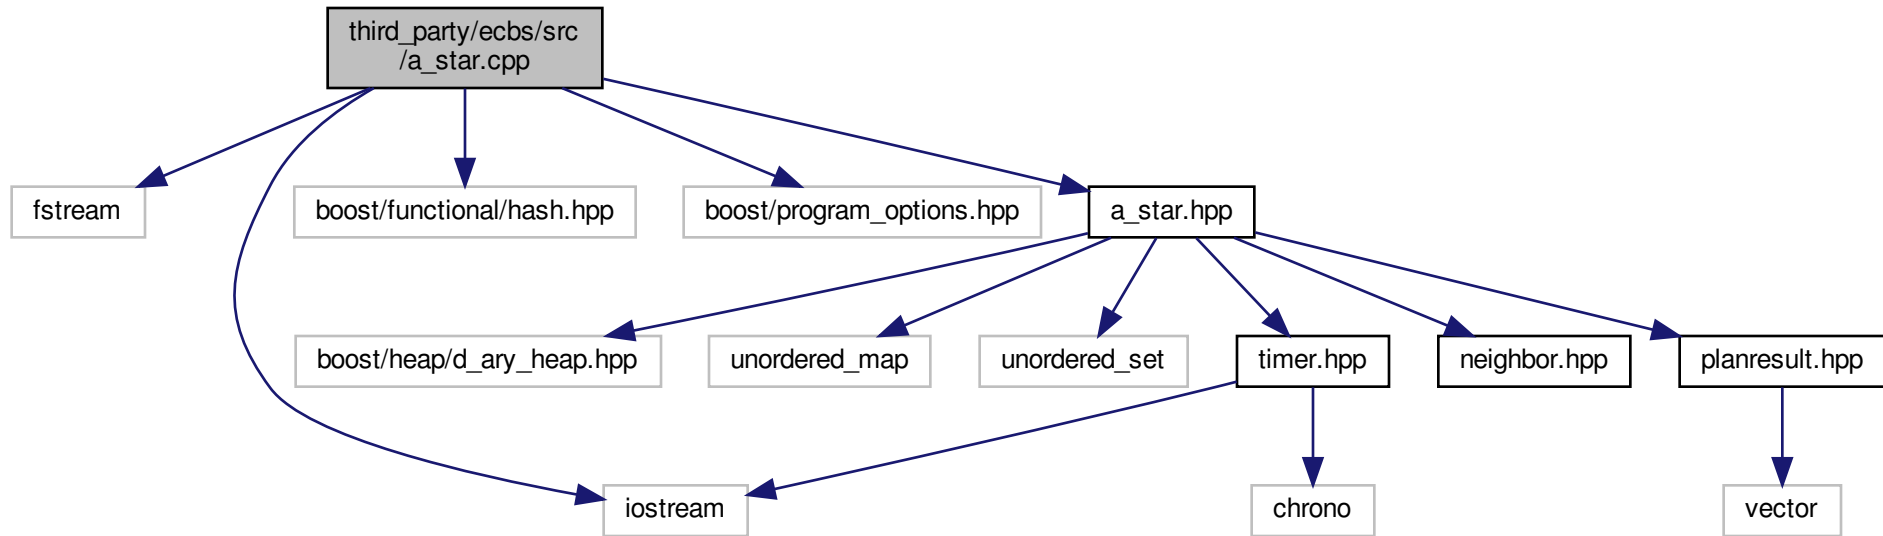 third_party/ecbs/src
/a_star.cpp
fstream
boost/functional/hash.hpp
boost/program_options.hpp
a_star.hpp
boost/heap/d_ary_heap.hpp
unordered_map
unordered_set
timer.hpp
neighbor.hpp
planresult.hpp
iostream
chrono
vector